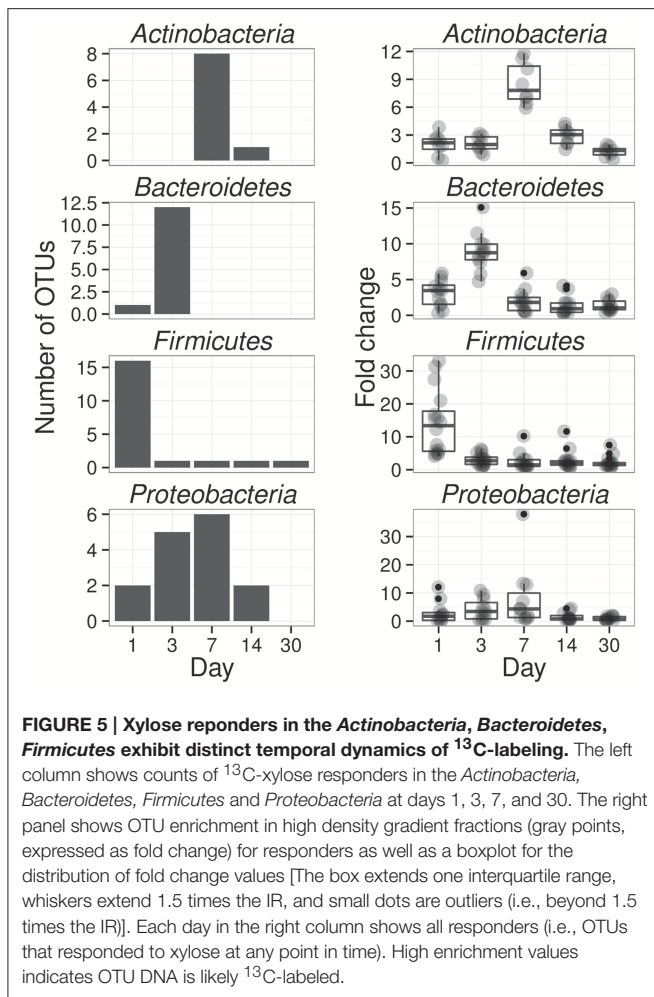 Actinobacteria
8
6
4
2
0
Bacteroidetes
12.5
10.0
7.5
5.0
2.5
0.0
Firmicutes
15
10
5
0
Proteobacteria
6
4
2
0
1 3 7 14 30
Day
Number of OTUs
Actinobacteria
12
9
6
3
0
Bacteroidetes
15
10
5
0
Firmicutes
30
20
10
0
Proteobacteria
30
20
10
0
1 3 7 14 30
Day
Fold change
FIGURE 5 | Xylose reponders in the Actinobacteria, Bacteroidetes,
Firmicutes exhibit distinct temporal dynamics of ¹³C-labeling. The left
column shows counts of ¹³C-xylose responders in the Actinobacteria,
Bacteroidetes, Firmicutes and Proteobacteria at days 1, 3, 7, and 30. The right
panel shows OTU enrichment in high density gradient fractions (gray points,
expressed as fold change) for responders as well as a boxplot for the
distribution of fold change values [The box extends one interquartile range,
whiskers extend 1.5 times the IR, and small dots are outliers (i.e., beyond 1.5
times the IR)]. Each day in the right column shows all responders (i.e., OTUs
that responded to xylose at any point in time). High enrichment values
indicates OTU DNA is likely ¹³C-labeled.